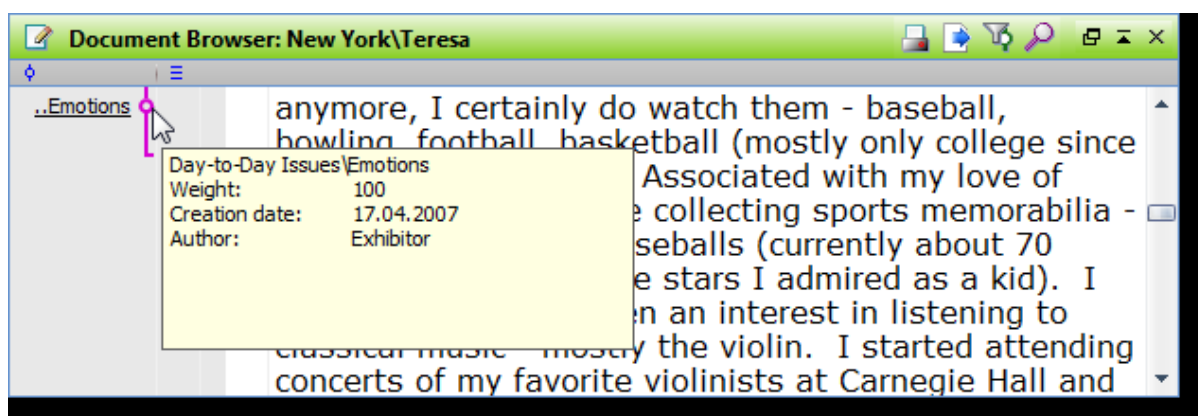 Document Browser: New York\Teresa
..Emotions
anymore, I certainly do watch them - baseball,
bowling, football, basketball (mostly only college since
Associated with my love of
collecting sports memorabilia -
seballs (currently about 70
stars I admired as a kid). I
an interest in listening to
classical music - mostly the violin. I started attending
concerts of my favorite violinists at Carnegie Hall and
Day-to-Day Issues\Emotions
Weight: 100
Creation date: 17.04.2007
Author: Exhibitor